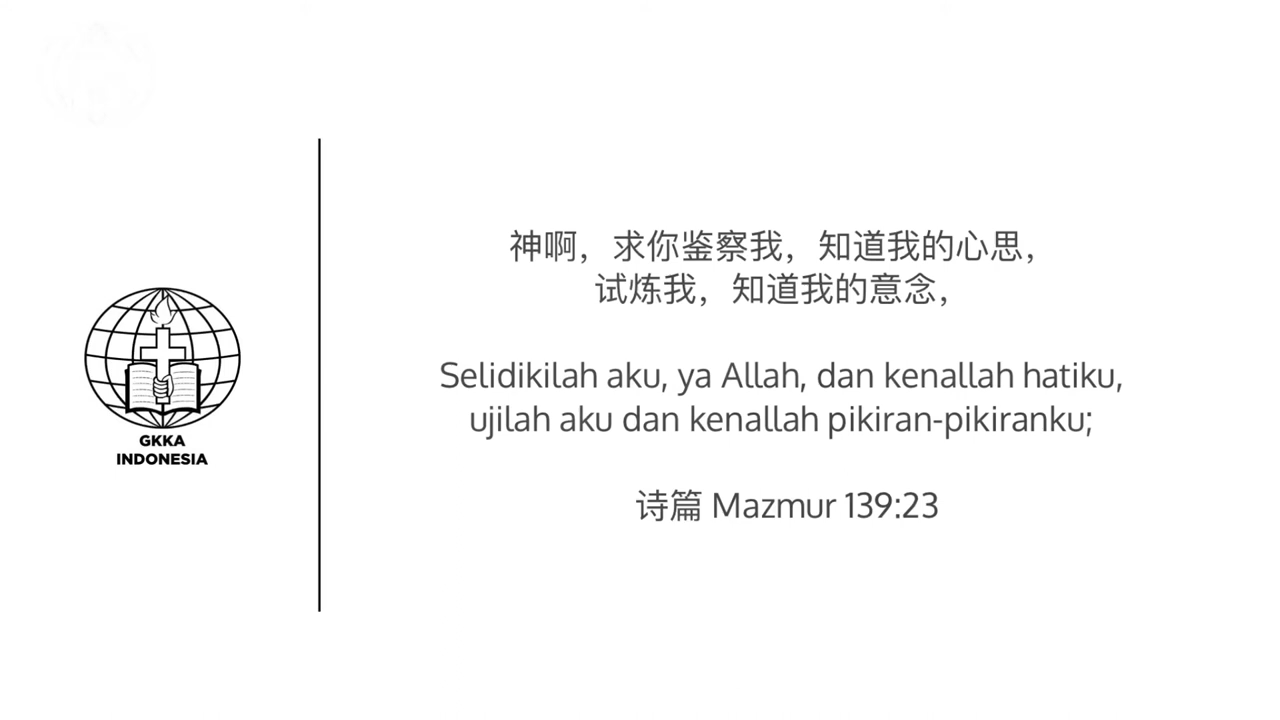 神啊，求你鉴察我，知道我的心思，
试炼我，知道我的意念，
Selidikilah aku, ya Allah, dan kenallah hatiku,
ujilah aku dan kenallah pikiran-pikiranku;
诗篇 Mazmur 139:23
GKKA
INDONESIA